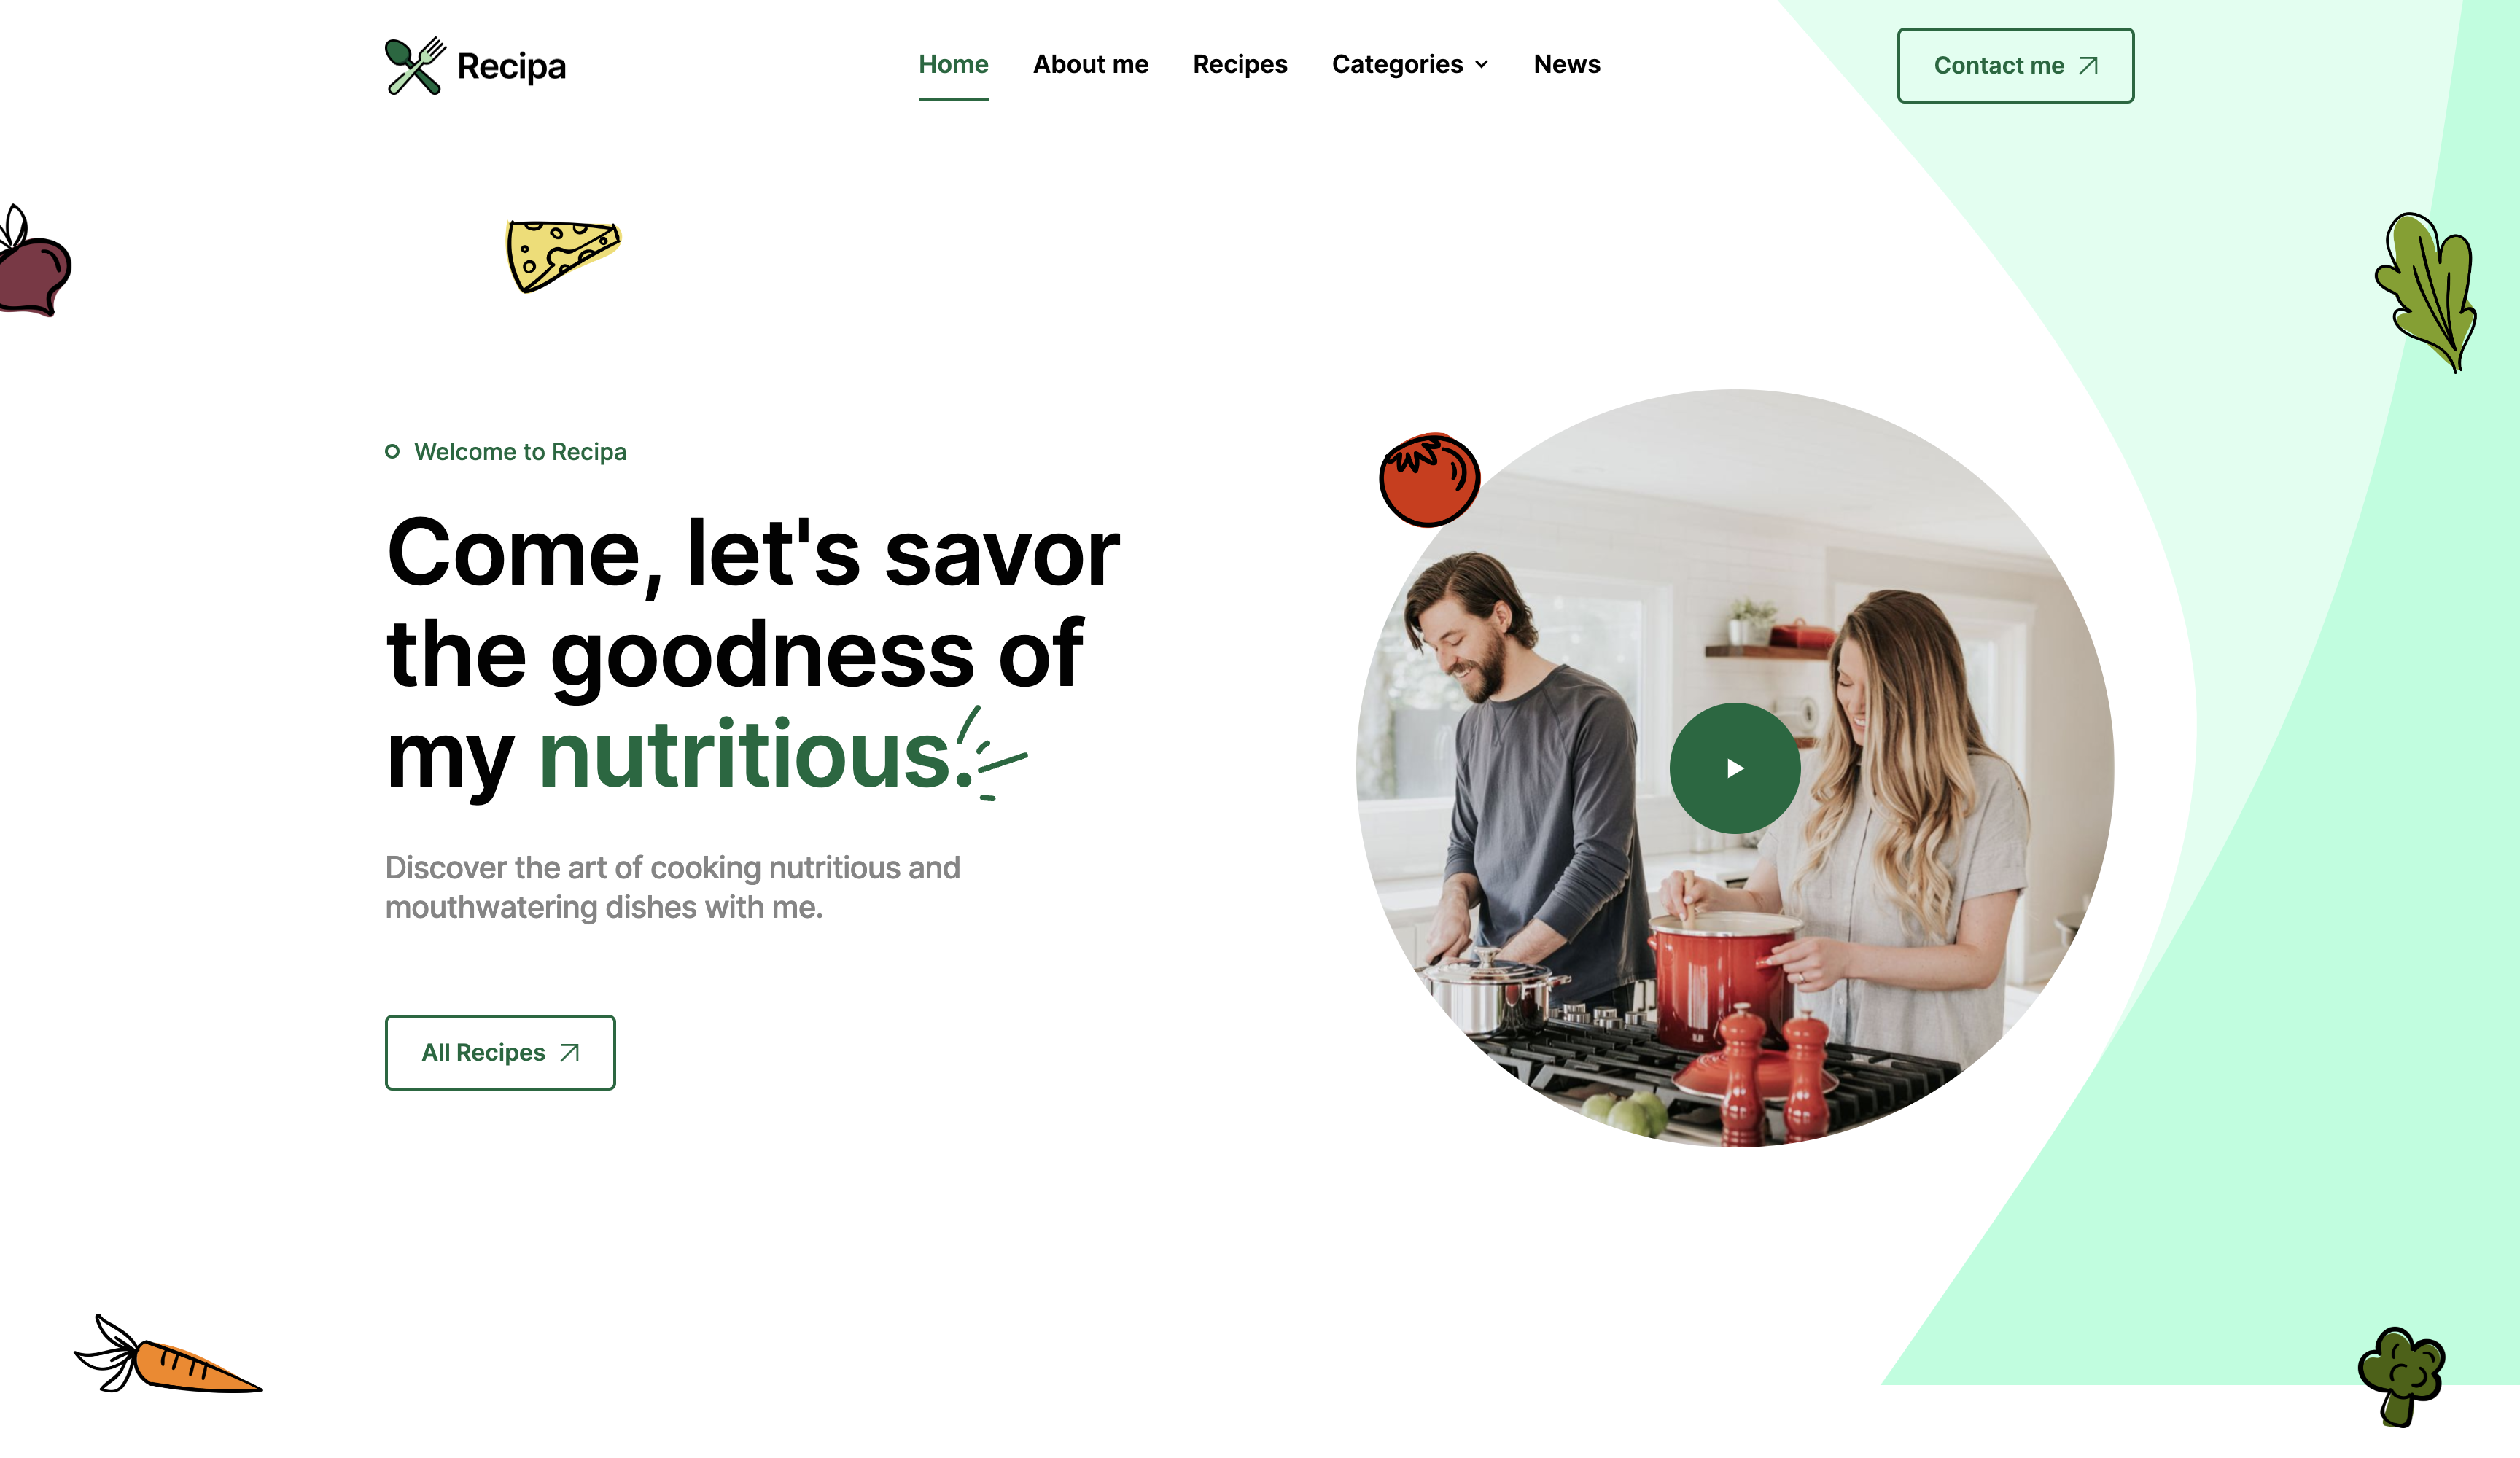 Recipa
Home
About me
Recipes
Categories
News
Contact me
Welcome to Recipa
Come, let's savor
the goodness of
my nutritious.
Discover the art of cooking nutritious and
mouthwatering dishes with me.
All Recipes